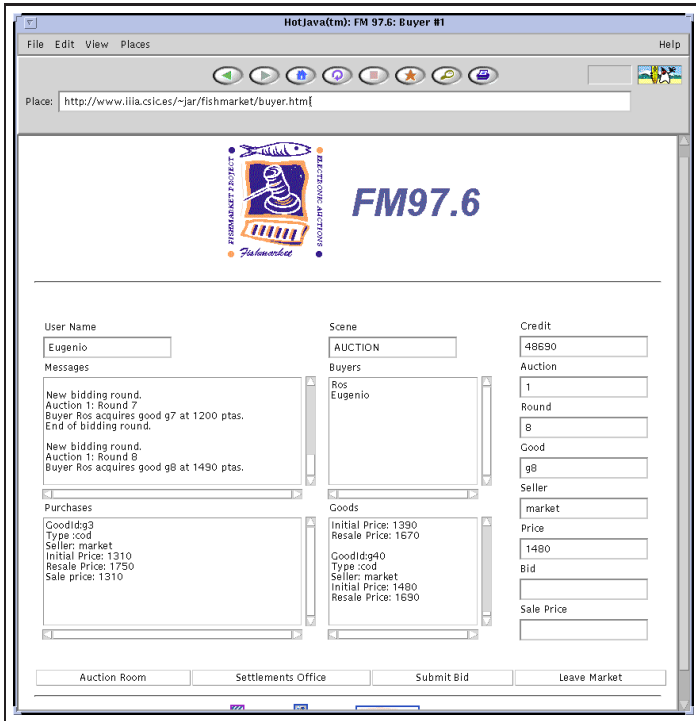 HotJava(tm): FM 97.6: Buyer #1
File Edit View Places Help
Place: http://www.iiia.csic.es/~jar/fishmarket/buyer.html
FISHMARKET PROJECT
ELECTRONIC AUCTIONS
Fishmarket
FM97.6
User Name
Eugenio
Scene
AUCTION
Credit
48690
Messages
New bidding round.
Auction 1: Round 7
Buyer Ros acquires good g7 at 1200 ptas.
End of bidding round.
New bidding round.
Auction 1: Round 8
Buyer Ros acquires good g8 at 1490 ptas.
Buyers
Ros
Eugenio
Auction
1
Round
8
Good
g8
Seller
market
Price
1480
Bid
Sale Price
Purchases
GoodId:g3
Type :cod
Seller: market
Initial Price: 1310
Resale Price: 1750
Sale price: 1310
Goods
Initial Price: 1390
Resale Price: 1670
GoodId:g40
Type :cod
Seller: market
Initial Price: 1480
Resale Price: 1690
Auction Room
Settlements Office
Submit Bid
Leave Market